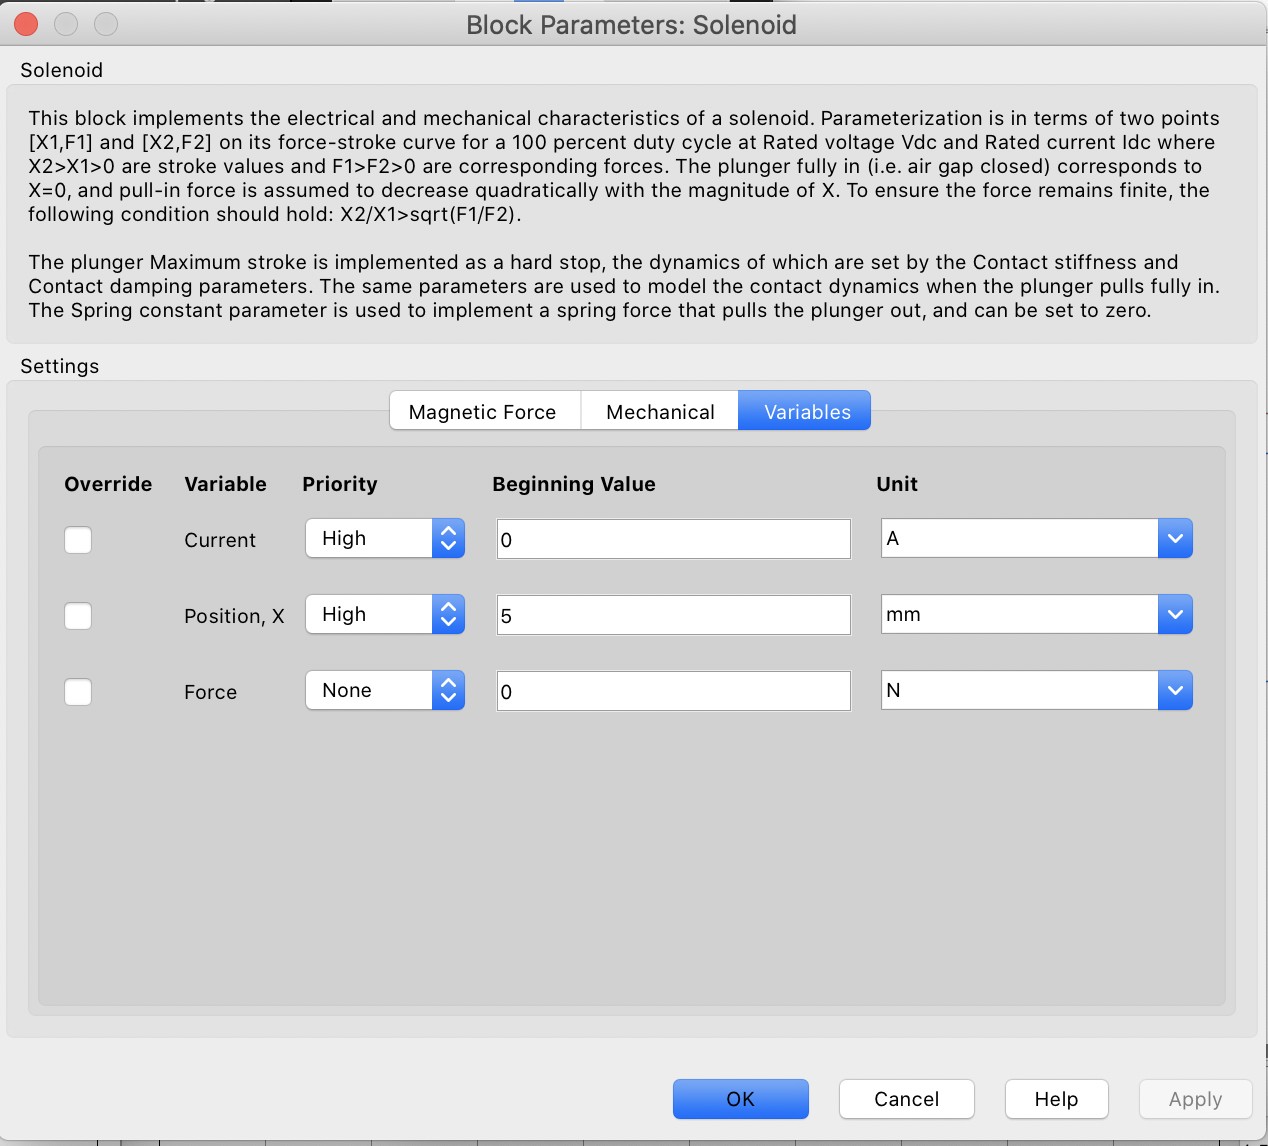 Block Parameters: Solenoid
Solenoid
This block implements the electrical and mechanical characteristics of a solenoid. Parameterization is in terms of two points
[X1,F1] and [X2,F2] on its force-stroke curve for a 100 percent duty cycle at Rated voltage Vdc and Rated current Idc where
X2>X1>0 are stroke values and F1>F2>0 are corresponding forces. The plunger fully in (i.e. air gap closed) corresponds to
X=0, and pull-in force is assumed to decrease quadratically with the magnitude of X. To ensure the force remains finite, the
following condition should hold: X2/X1>sqrt(F1/F2).
The plunger Maximum stroke is implemented as a hard stop, the dynamics of which are set by the Contact stiffness and
Contact damping parameters. The same parameters are used to model the contact dynamics when the plunger pulls fully in.
The Spring constant parameter is used to implement a spring force that pulls the plunger out, and can be set to zero.
Settings
Magnetic Force Mechanical Variables
Override Variable Priority Beginning Value Unit
Current High 0 A
Position, X High 5 mm
Force None 0 N
OK Cancel Help Apply